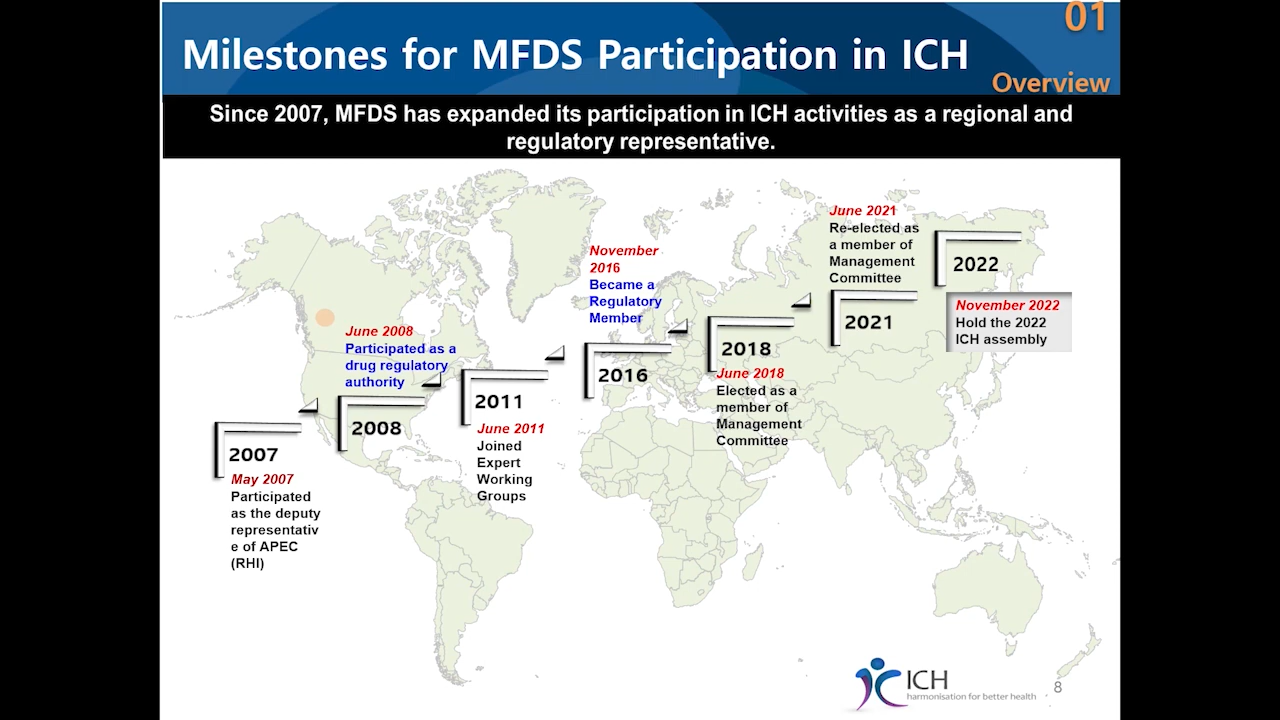 01
Milestones for MFDS Participation in ICH
Overview
Since 2007, MFDS has expanded its participation in ICH activities as a regional and
regulatory representative.
2007
May 2007
Participated
as the deputy
representativ
e of APEC
(RHI)
2008
June 2008
Participated as a
drug regulatory
authority
2011
June 2011
Joined
Expert
Working
Groups
2016
November
2016
Became a
Regulatory
Member
2018
June 2018
Elected as a
member of
Management
Committee
2021
June 2021
Re-elected as
a member of
Management
Committee
2022
November 2022
Hold the 2022
ICH assembly
ICH
harmonisation for better health
8